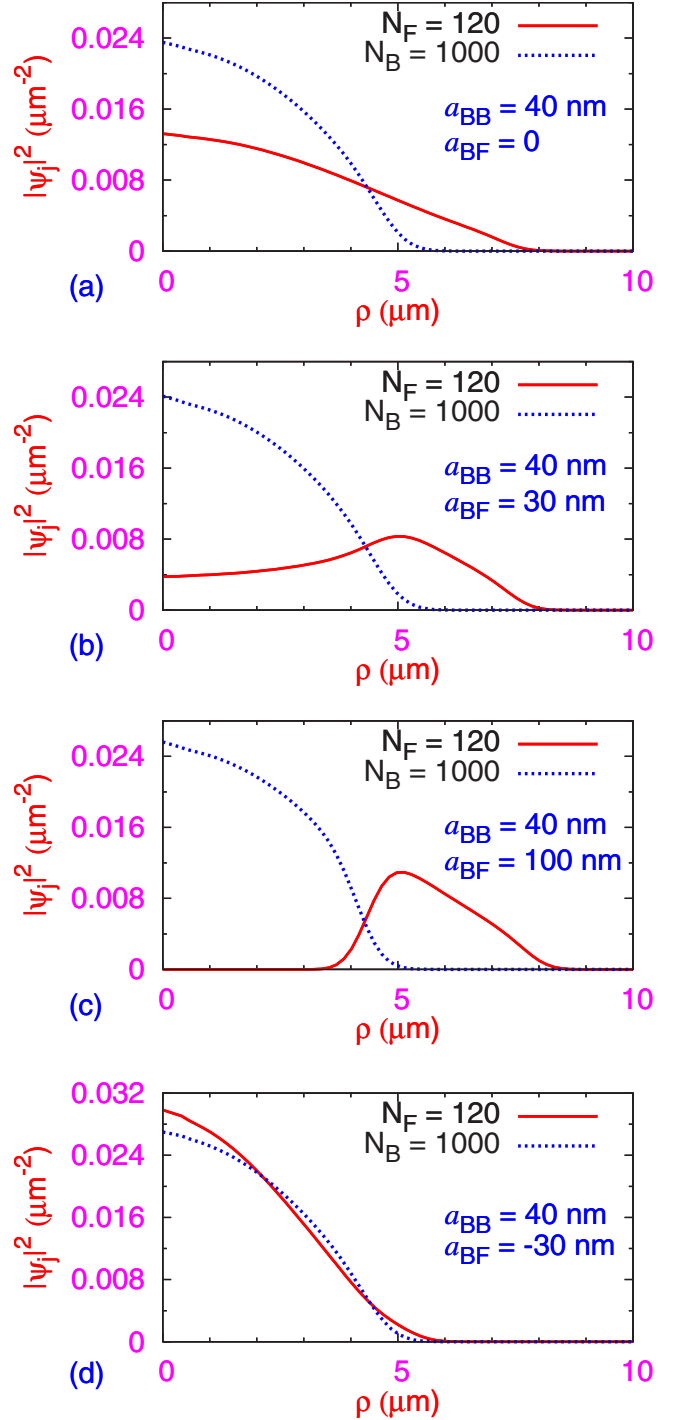 N_F = 120
N_B = 1000
a_BB = 40 nm
a_BF = 0
|ψ_j|^2 (μm^-2)
0.024
0.016
0.008
0
0 5 10
ρ (μm)
(a)
N_F = 120
N_B = 1000
a_BB = 40 nm
a_BF = 30 nm
|ψ_j|^2 (μm^-2)
0.024
0.016
0.008
0
0 5 10
ρ (μm)
(b)
N_F = 120
N_B = 1000
a_BB = 40 nm
a_BF = 100 nm
|ψ_j|^2 (μm^-2)
0.024
0.016
0.008
0
0 5 10
ρ (μm)
(c)
N_F = 120
N_B = 1000
a_BB = 40 nm
a_BF = -30 nm
|ψ_j|^2 (μm^-2)
0.032
0.024
0.016
0.008
0
0 5 10
ρ (μm)
(d)